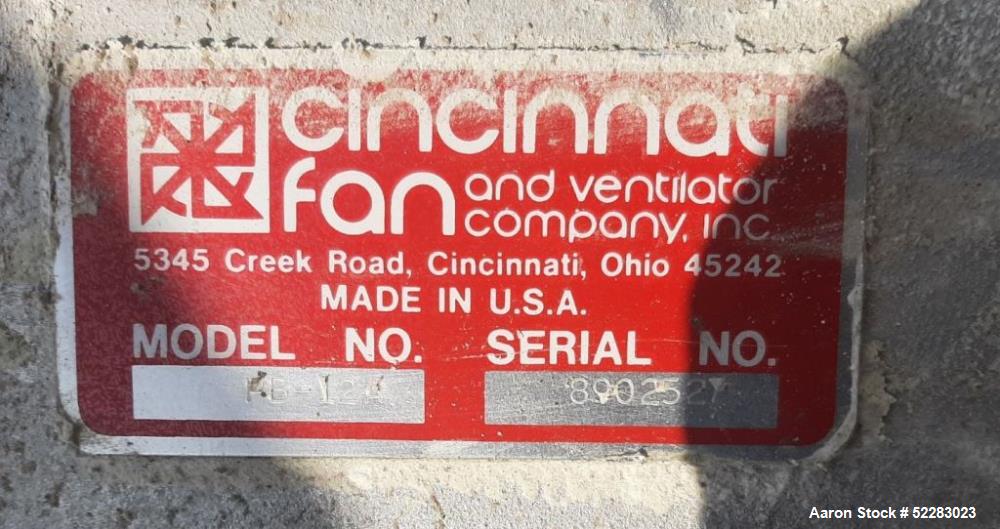 cincinnati
fan and ventilator
company, inc.
5345 Creek Road, Cincinnati, Ohio 45242
MADE IN U.S.A.
MODEL NO. SERIAL NO.
Aaron Stock # 52283023